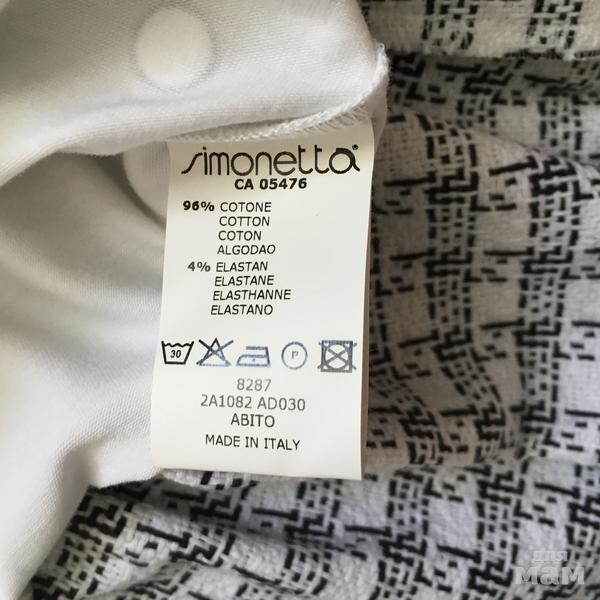 simonetta
CA 05476
96% COTONE
COTTON
COTON
ALGODAO
4% ELASTAN
ELASTANE
ELASTHANNE
ELASTANO
30
P
8287
2A1082 AD030
ABITO
MADE IN ITALY
для
мам